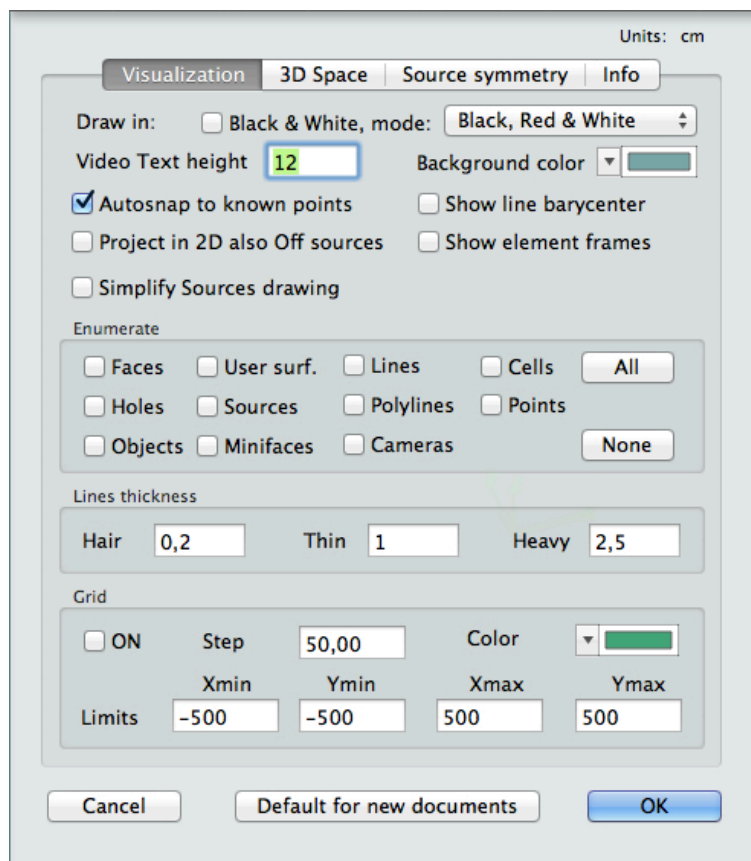 Units: cm
Visualization 3D Space Source symmetry Info
Draw in: Black & White, mode: Black, Red & White
Video Text height 12 Background color
Autosnap to known points Show line barycenter
Project in 2D also Off sources Show element frames
Simplify Sources drawing
Enumerate
Faces User surf. Lines Cells All
Holes Sources Polylines Points
Objects Minifaces Cameras None
Lines thickness
Hair 0,2 Thin 1 Heavy 2,5
Grid
ON Step 50,00 Color
Xmin Ymin Xmax Ymax
Limits -500 -500 500 500
Cancel Default for new documents OK